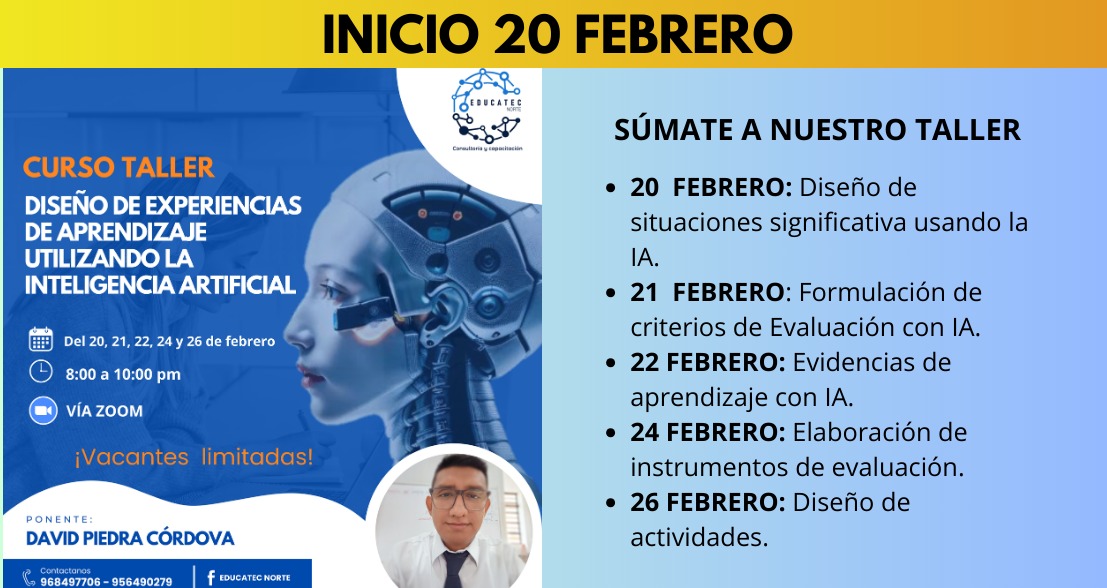 INICIO 20 FEBRERO
EDUCATEC
NORTE
Consultoría y capacitación
CURSO TALLER
DISEÑO DE EXPERIENCIAS
DE APRENDIZAJE
UTILIZANDO LA
INTELIGENCIA ARTIFICIAL
Del 20, 21, 22, 24 y 26 de febrero
8:00 a 10:00 pm
VÍA ZOOM
¡Vacantes limitadas!
PONENTE:
DAVID PIEDRA CÓRDOVA
Contactanos
968497706 - 956490279
EDUCATEC NORTE
SÚMATE A NUESTRO TALLER
• 20 FEBRERO: Diseño de
situaciones significativa usando la
IA.
• 21 FEBRERO: Formulación de
criterios de Evaluación con IA.
• 22 FEBRERO: Evidencias de
aprendizaje con IA.
• 24 FEBRERO: Elaboración de
instrumentos de evaluación.
• 26 FEBRERO: Diseño de
actividades.